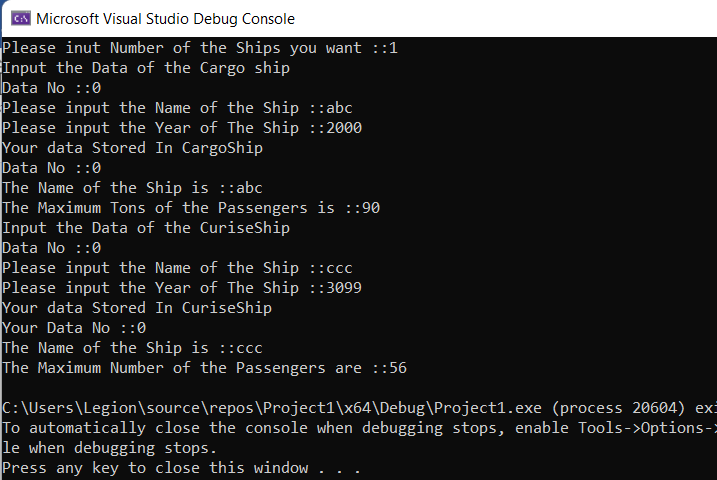 Microsoft Visual Studio Debug Console
Please inut Number of the Ships you want ::1
Input the Data of the Cargo ship
Data No ::0
Please input the Name of the Ship ::abc
Please input the Year of The Ship ::2000
Your data Stored In CargoShip
Data No ::0
The Name of the Ship is ::abc
The Maximum Tons of the Passengers is ::90
Input the Data of the CuriseShip
Data No ::0
Please input the Name of the Ship ::ccc
Please input the Year of The Ship ::3099
Your data Stored In CuriseShip
Your Data No ::0
The Name of the Ship is ::ccc
The Maximum Number of the Passengers are ::56
C:\Users\Legion\source\repos\Project1\x64\Debug\Project1.exe (process 20604) exi
To automatically close the console when debugging stops, enable Tools->Options->
le when debugging stops.
Press any key to close this window . . .